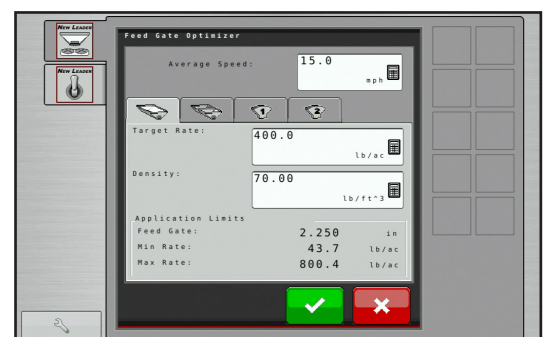 NEW LEADER
NEW LEADER
Feed Gate Optimizer
Average Speed:
15.0
mph
1
2
Target Rate:
400.0
lb/ac
Density:
70.00
lb/ft^3
Application Limits
Feed Gate: 2.250 in
Min Rate: 43.7 lb/ac
Max Rate: 800.4 lb/ac